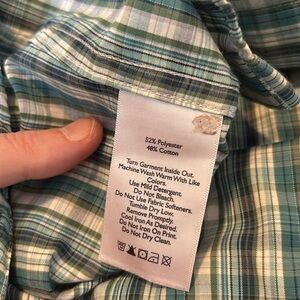 52% Polyester
48% Cotton
Turn Garment Inside Out.
Machine Wash Warm With Like
Colors.
Use Mild Detergent.
Do Not Bleach.
Do Not Use Fabric Softeners.
Tumble Dry Low.
Remove Promptly.
Cool Iron As Desired.
Do Not Iron On Print.
Do Not Dry Clean.